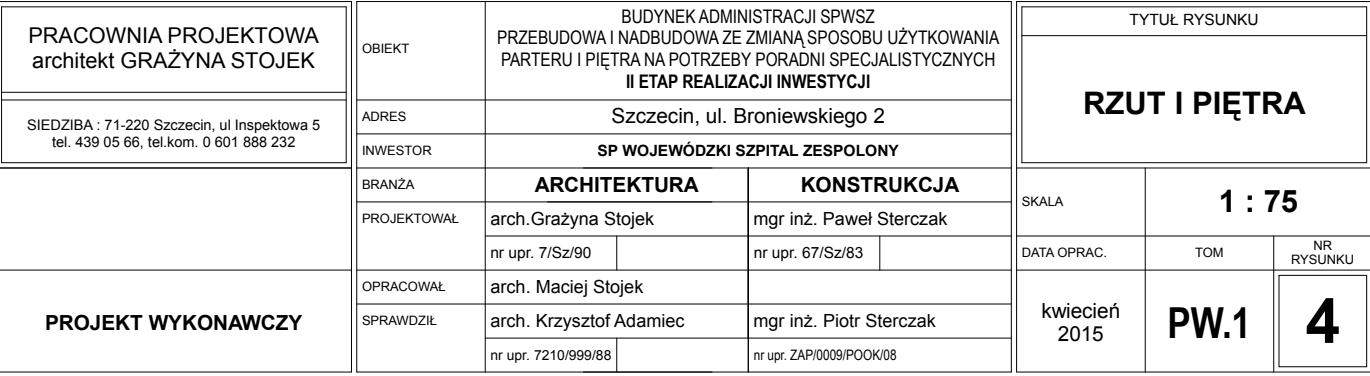 PRACOWNIA PROJEKTOWA
architekt GRAŻYNA STOJEK
SIEDZIBA : 71-220 Szczecin, ul Inspektowa 5
tel. 439 05 66, tel.kom. 0 601 888 232
PROJEKT WYKONAWCZY
OBIEKT
BUDYNEK ADMINISTRACJI SPWSZ
PRZEBUDOWA I NADBUDOWA ZE ZMIANĄ SPOSOBU UŻYTKOWANIA
PARTERU I PIĘTRA NA POTRZEBY PORADNI SPECJALISTYCZNYCH
II ETAP REALIZACJI INWESTYCJI
ADRES
Szczecin, ul. Broniewskiego 2
INWESTOR
SP WOJEWÓDZKI SZPITAL ZESPOLONY
BRANŻA
ARCHITEKTURA
KONSTRUKCJA
PROJEKTOWAŁ
arch.Grażyna Stojek
mgr inż. Paweł Sterczak
nr upr. 7/Sz/90
nr upr. 67/Sz/83
OPRACOWAŁ
arch. Maciej Stojek
SPRAWDZIŁ
arch. Krzysztof Adamiec
mgr inż. Piotr Sterczak
nr upr. 7210/999/88
nr upr. ZAP/0009/POOK/08
TYTUŁ RYSUNKU
RZUT I PIĘTRA
SKALA
1 : 75
DATA OPRAC.
TOM
NR
RYSUNKU
kwiecień
2015
PW.1
4